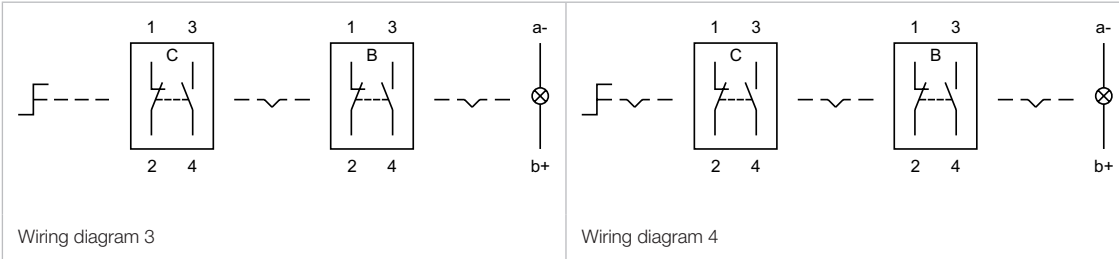 1 3 1 3 a-
C B
2 4 2 4 b+
Wiring diagram 3
1 3 1 3 a-
C B
2 4 2 4 b+
Wiring diagram 4